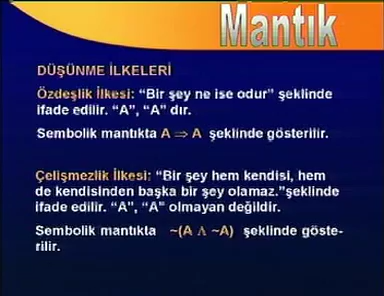 Mantık
DÜŞÜNME İLKELERİ
Özdeşlik İlkesi: “Bir şey ne ise odur” şeklinde
ifade edilir. “A”, “A” dır.
Sembolik mantıkta A ⇒ A şeklinde gösterilir.
Çelişmezlik İlkesi: “Bir şey hem kendisi, hem
de kendisinden başka bir şey olamaz.”şeklinde
ifade edilir. “A”, “A” olmayan değildir.
Sembolik mantıkta ~(A Λ ~A) şeklinde göste-
rilir.